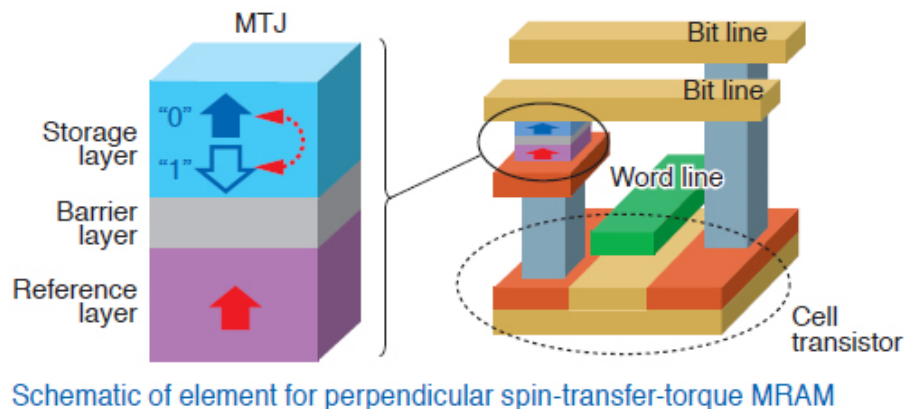 MTJ
“0”
“1”
Storage
layer
Barrier
layer
Reference
layer
Bit line
Bit line
Word line
Cell
transistor
Schematic of element for perpendicular spin-transfer-torque MRAM